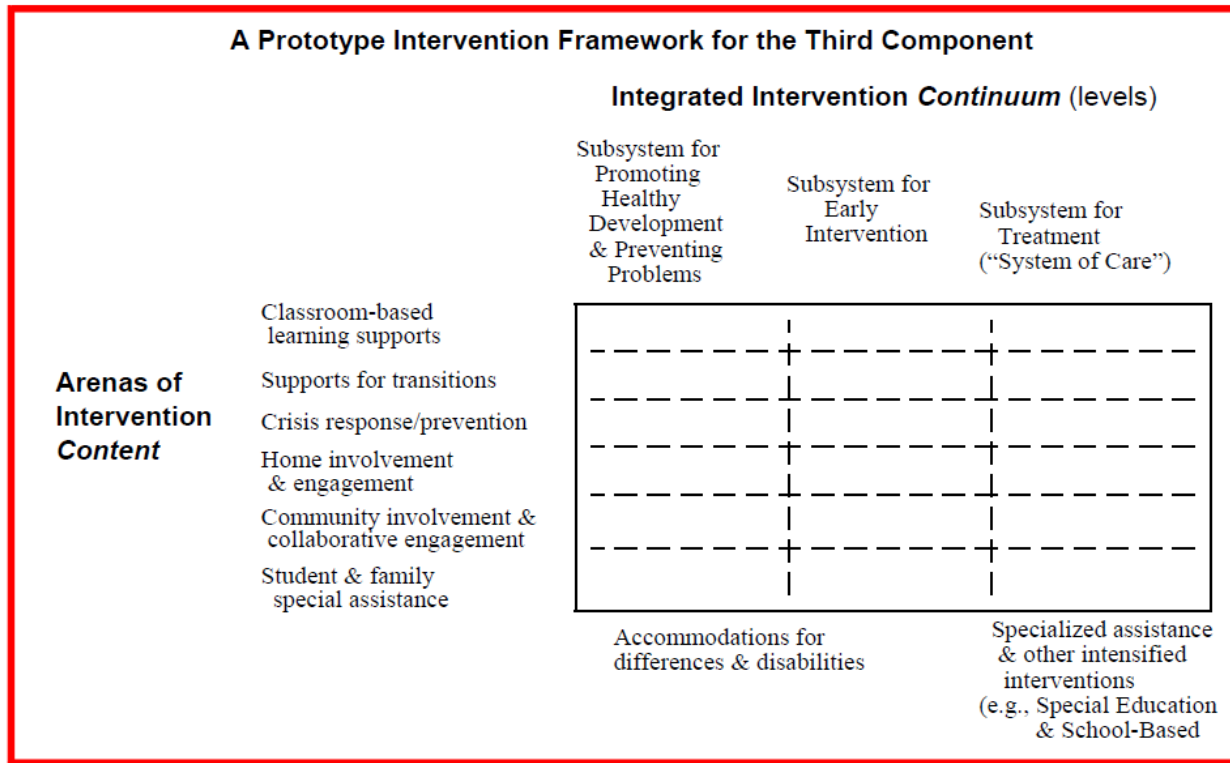 A Prototype Intervention Framework for the Third Component
Integrated Intervention Continuum (levels)
Subsystem for
Promoting
Healthy
Development
& Preventing
Problems
Subsystem for
Early
Intervention
Subsystem for
Treatment
(“System of Care”)
Arenas of
Intervention
Content
Classroom-based
learning supports
Supports for transitions
Crisis response/prevention
Home involvement
& engagement
Community involvement &
collaborative engagement
Student & family
special assistance
Accommodations for
differences & disabilities
Specialized assistance
& other intensified
interventions
(e.g., Special Education
& School-Based